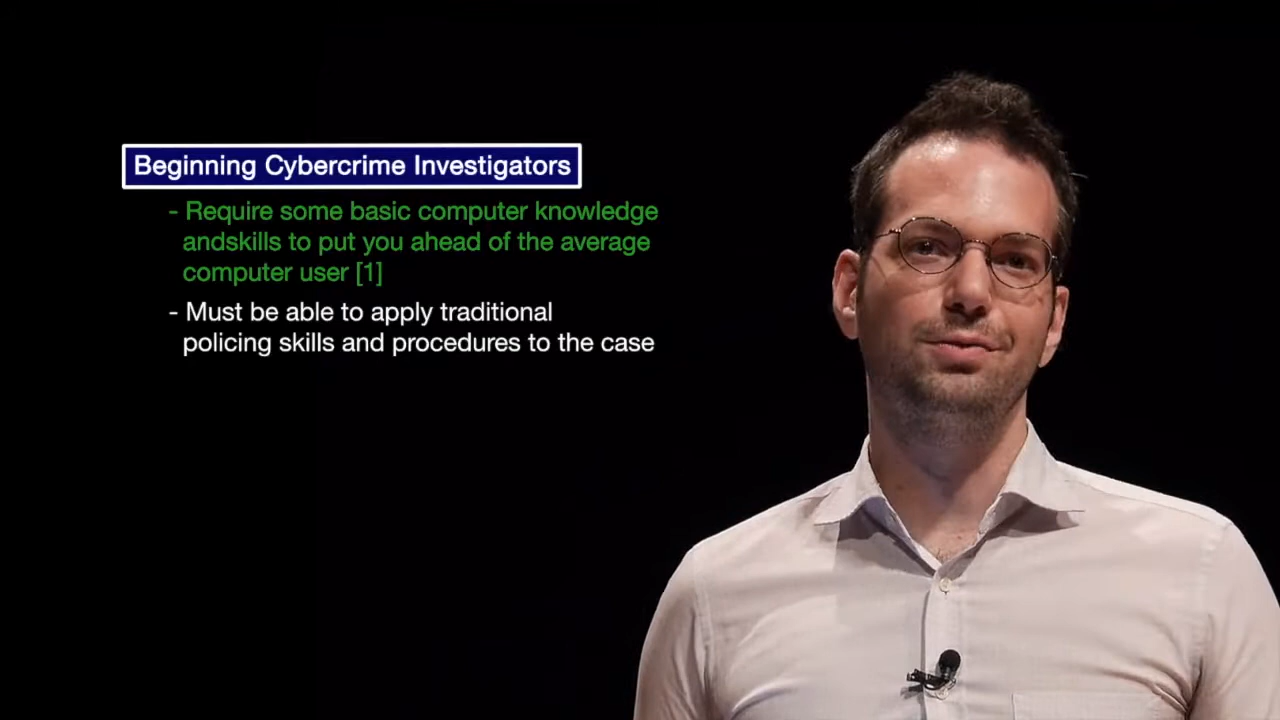 Beginning Cybercrime Investigators
- Require some basic computer knowledge
andskills to put you ahead of the average
computer user [1]
- Must be able to apply traditional
policing skills and procedures to the case